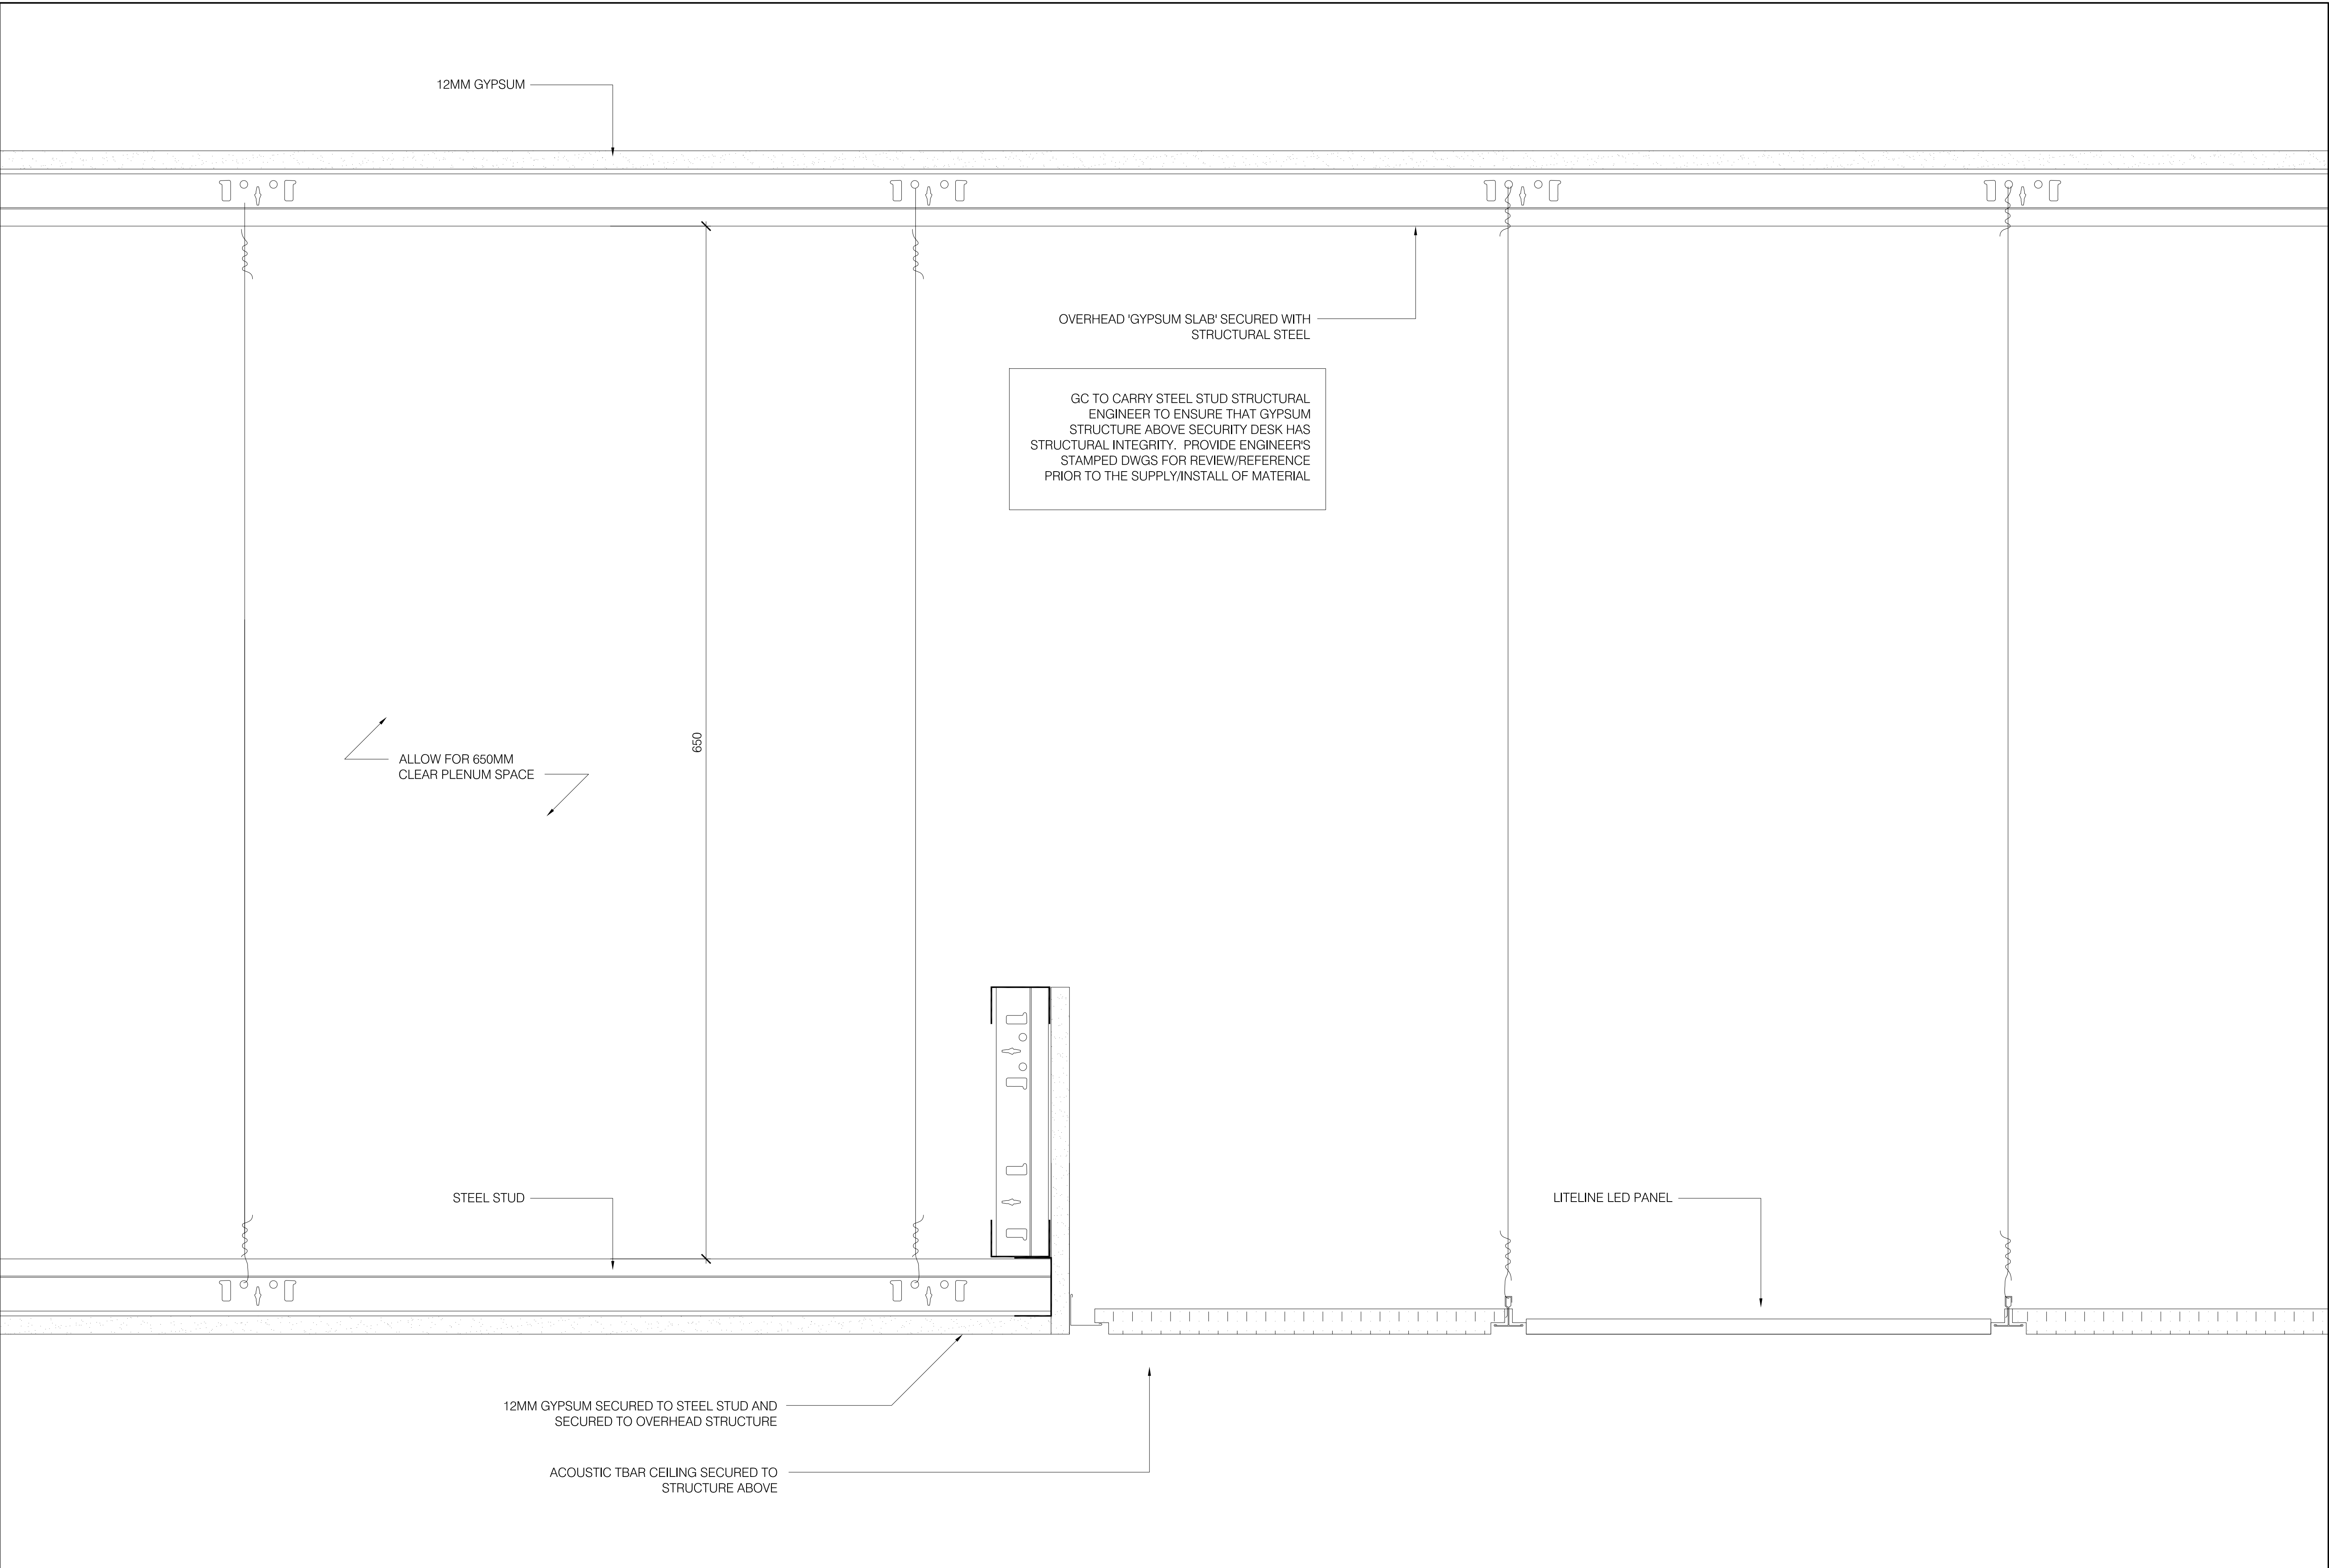 12MM GYPSUM
OVERHEAD 'GYPSUM SLAB' SECURED WITH
STRUCTURAL STEEL
GC TO CARRY STEEL STUD STRUCTURAL
ENGINEER TO ENSURE THAT GYPSUM
STRUCTURE ABOVE SECURITY DESK HAS
STRUCTURAL INTEGRITY. PROVIDE ENGINEER'S
STAMPED DWGS FOR REVIEW/REFERENCE
PRIOR TO THE SUPPLY/INSTALL OF MATERIAL
650
ALLOW FOR 650MM
CLEAR PLENUM SPACE
STEEL STUD
LITELINE LED PANEL
12MM GYPSUM SECURED TO STEEL STUD AND
SECURED TO OVERHEAD STRUCTURE
ACOUSTIC TBAR CEILING SECURED TO
STRUCTURE ABOVE